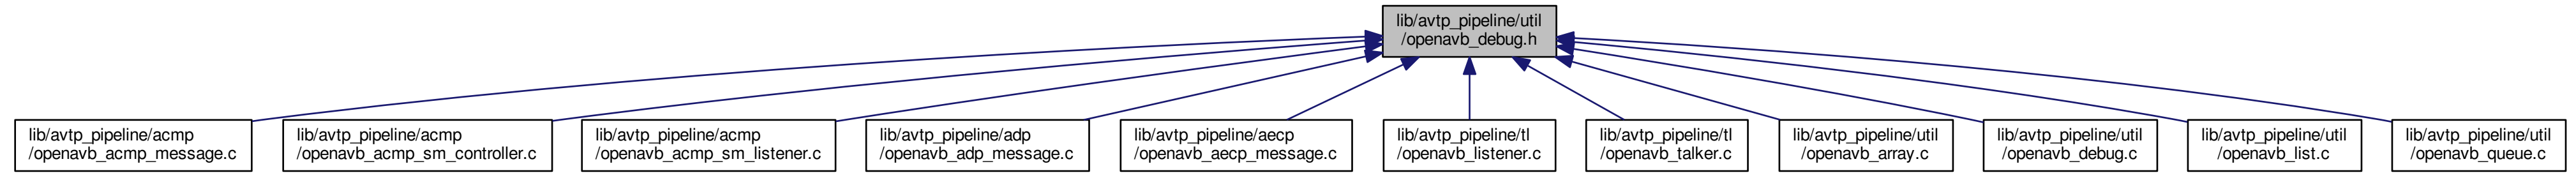 lib/avtp_pipeline/util
/openavb_debug.h
lib/avtp_pipeline/acmp
/openavb_acmp_message.c
lib/avtp_pipeline/acmp
/openavb_acmp_sm_controller.c
lib/avtp_pipeline/acmp
/openavb_acmp_sm_listener.c
lib/avtp_pipeline/adp
/openavb_adp_message.c
lib/avtp_pipeline/aecp
/openavb_aecp_message.c
lib/avtp_pipeline/tl
/openavb_listener.c
lib/avtp_pipeline/tl
/openavb_talker.c
lib/avtp_pipeline/util
/openavb_array.c
lib/avtp_pipeline/util
/openavb_debug.c
lib/avtp_pipeline/util
/openavb_list.c
lib/avtp_pipeline/util
/openavb_queue.c